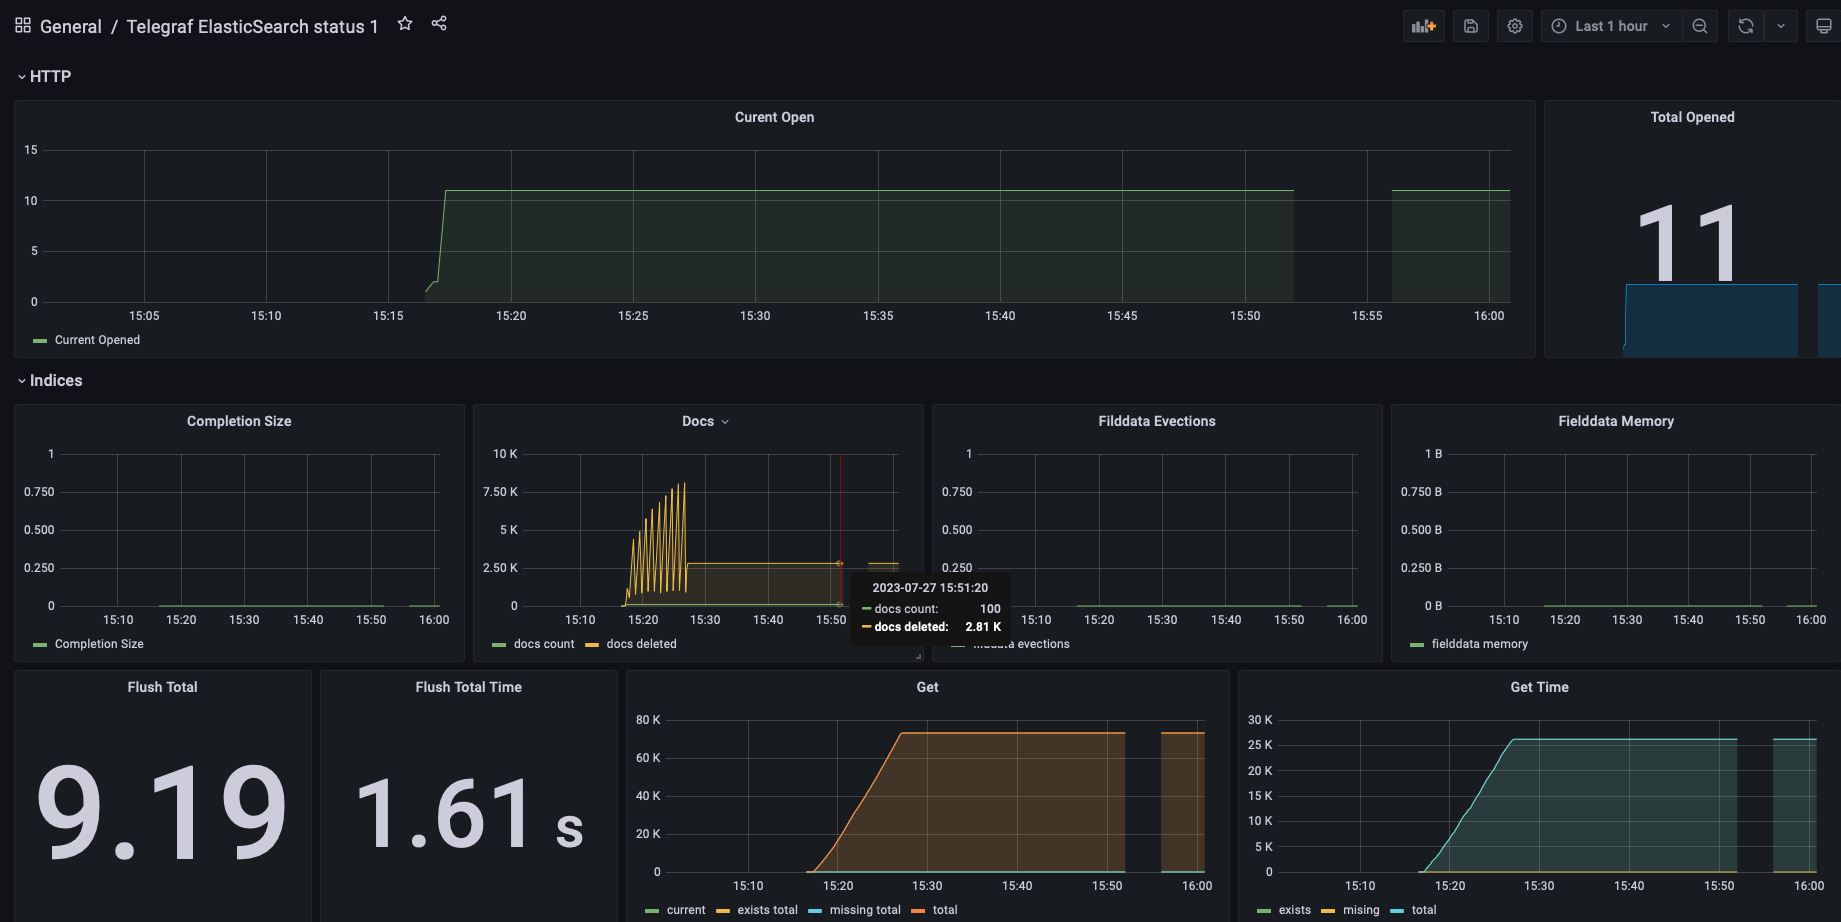 General / Telegraf ElasticSearch status 1
Last 1 hour
HTTP
Curent Open
15
10
5
0
15:05 15:10 15:15 15:20 15:25 15:30 15:35 15:40 15:45 15:50 15:55 16:00
Current Opened
Total Opened
11
Indices
Completion Size
1
0.750
0.500
0.250
0
15:10 15:20 15:30 15:40 15:50 16:00
Completion Size
Docs
10 K
7.50 K
5 K
2.50 K
0
15:10 15:20 15:30 15:40 15:50
docs count docs deleted
2023-07-27 15:51:20
docs count: 100
docs deleted: 2.81 K
Filddata Evections
1
0.750
0.500
0.250
15:10 15:20 15:30 15:40 15:50 16:00
evections
Fielddata Memory
1 B
0.750 B
0.500 B
0.250 B
0 B
15:10 15:20 15:30 15:40 15:50 16:00
fielddata memory
Flush Total
9.19
Flush Total Time
1.61 s
Get
80 K
60 K
40 K
20 K
0
15:10 15:20 15:30 15:40 15:50 16:00
current exists total missing total total
Get Time
30 K
25 K
20 K
15 K
10 K
5 K
0
15:10 15:20 15:30 15:40 15:50 16:00
exists mising total